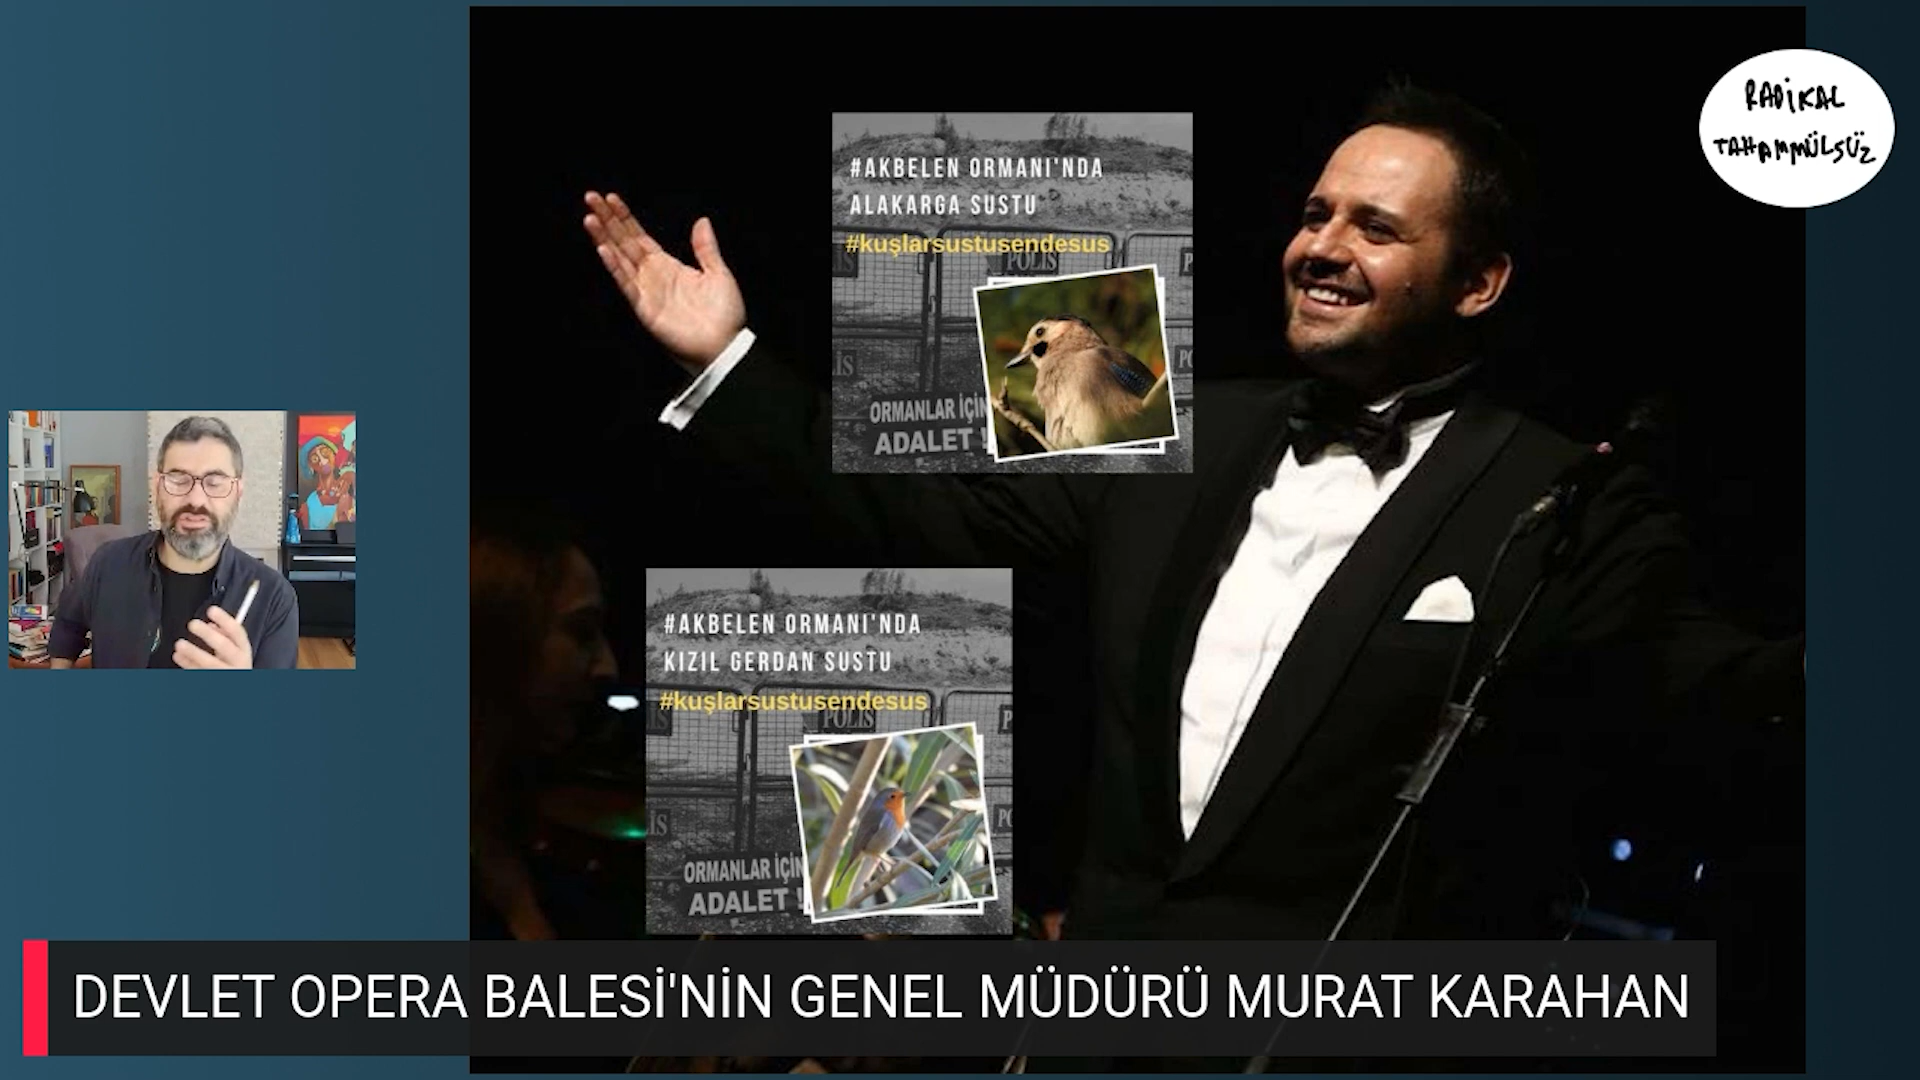 RADİKAL
TAHAMMÜLSÜZ
#AKBELEN ORMANI'NDA
ALAKARGA SUSTU
#kuşlarsustusendesus
POLİS
İS
ORMANLAR İÇİN
ADALET !
#AKBELEN ORMANI'NDA
KIZIL GERDAN SUSTU
#kuşlarsustusendesus
POLİS
İS
ORMANLAR İÇİN
ADALET !
DEVLET OPERA BALESİ'NİN GENEL MÜDÜRÜ MURAT KARAHAN